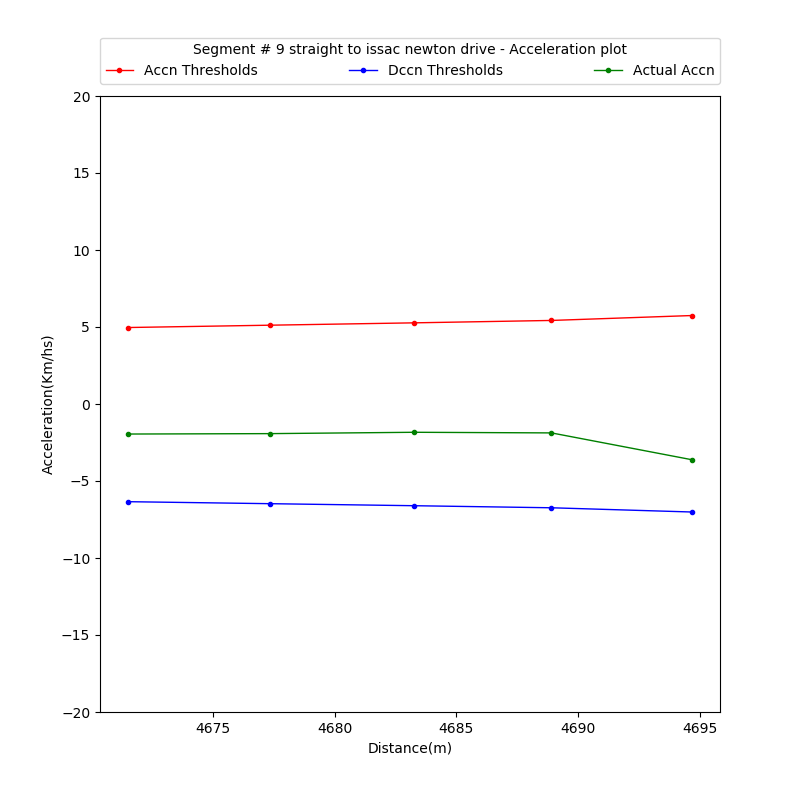 Segment # 9 straight to issac newton drive - Acceleration plot
Accn Thresholds Dccn Thresholds Actual Accn
20
15
10
5
0
−5
−10
−15
−20
Acceleration(Km/hs)
4675 4680 4685 4690 4695
Distance(m)